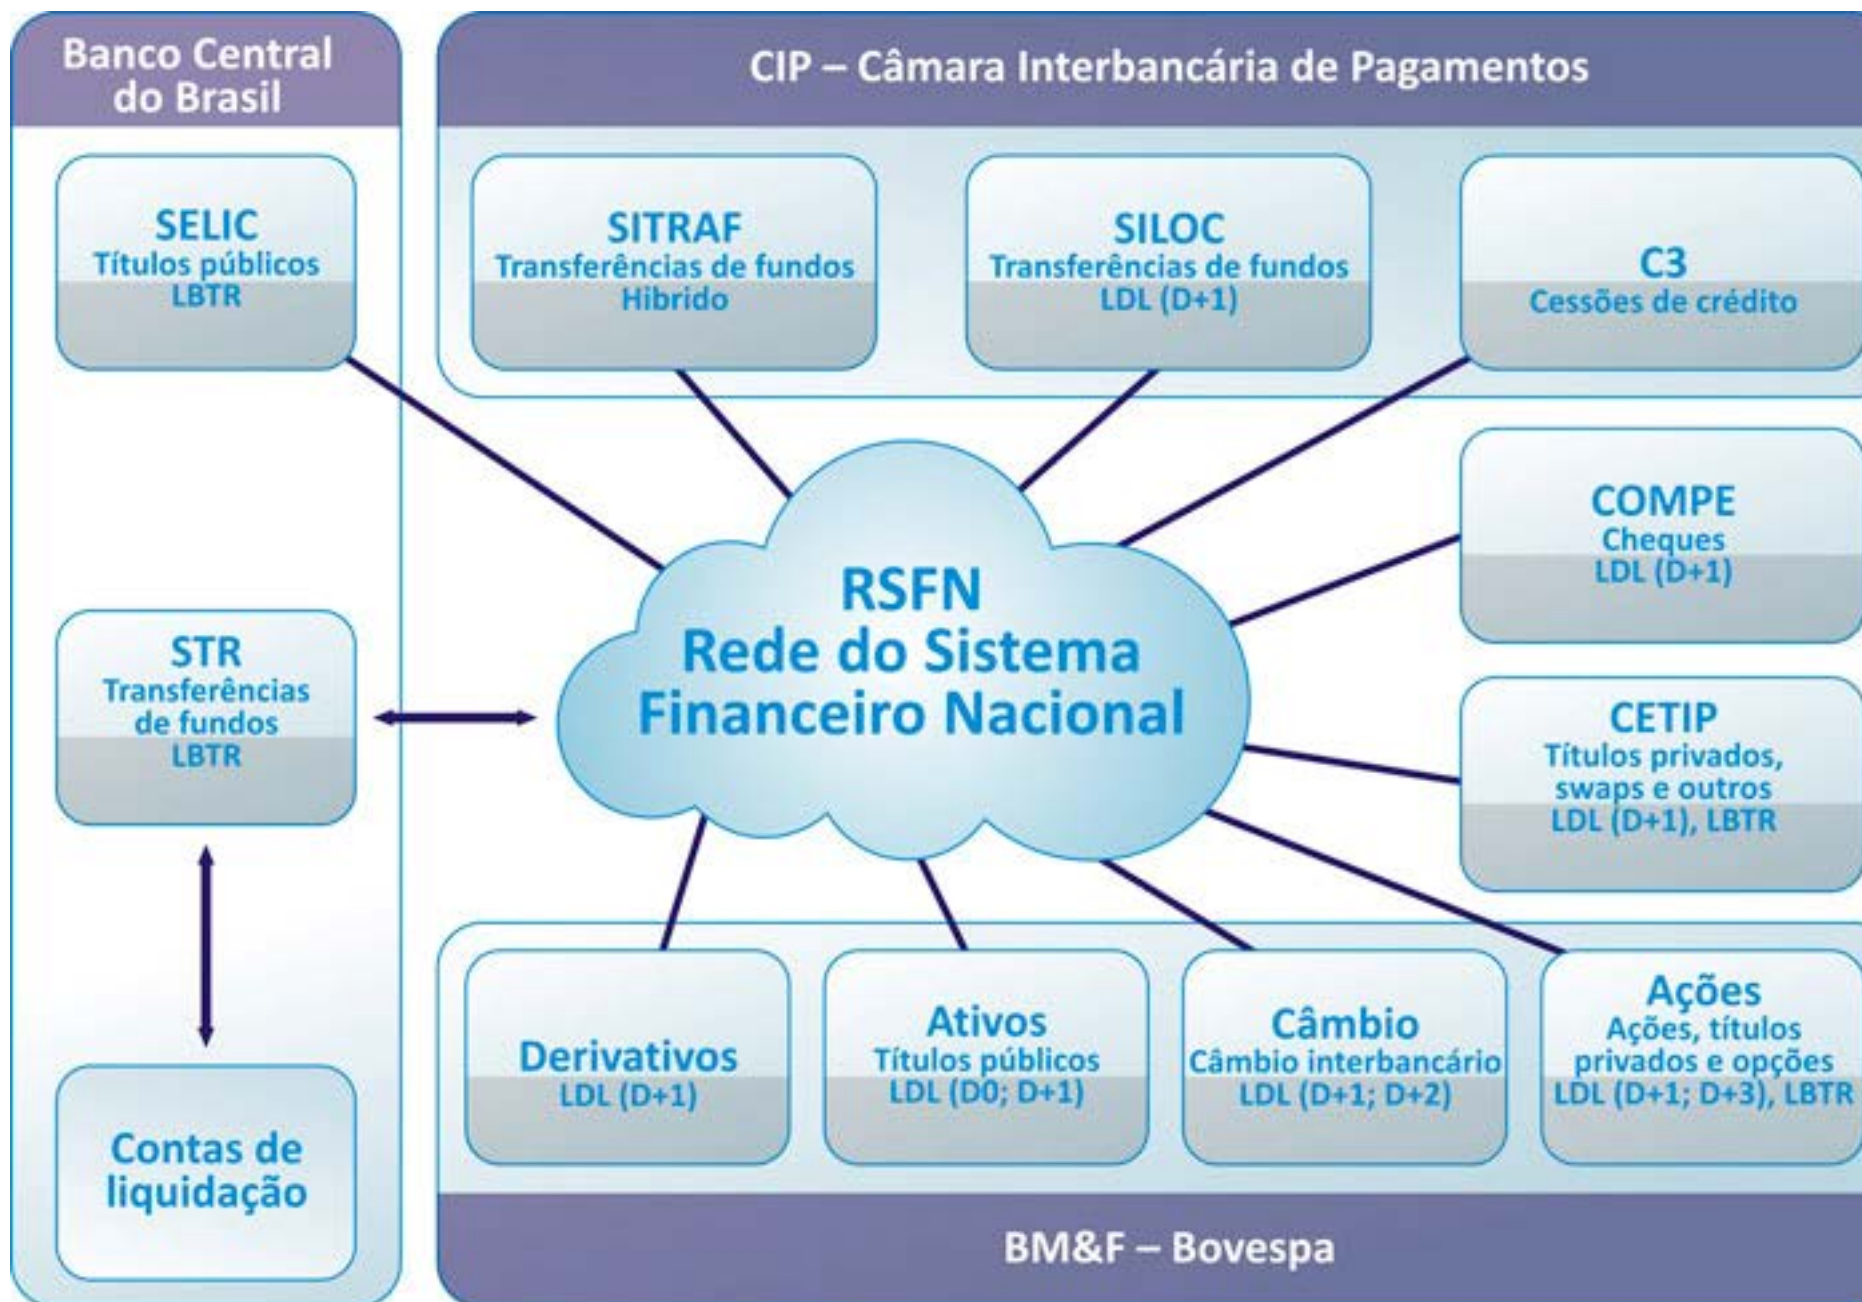 Banco Central
do Brasil
CIP – Câmara Interbancária de Pagamentos
SELIC
Títulos públicos
LBTR
SITRAF
Transferências de fundos
Hibrido
SILOC
Transferências de fundos
LDL (D+1)
C3
Cessões de crédito
COMPE
Cheques
LDL (D+1)
RSFN
Rede do Sistema
Financeiro Nacional
STR
Transferências
de fundos
LBTR
CETIP
Títulos privados,
swaps e outros
LDL (D+1), LBTR
Contas de
liquidação
Derivativos
LDL (D+1)
Ativos
Títulos públicos
LDL (D0; D+1)
Câmbio
Câmbio interbancário
LDL (D+1; D+2)
Ações
Ações, títulos
privados e opções
LDL (D+1; D+3), LBTR
BM&F – Bovespa